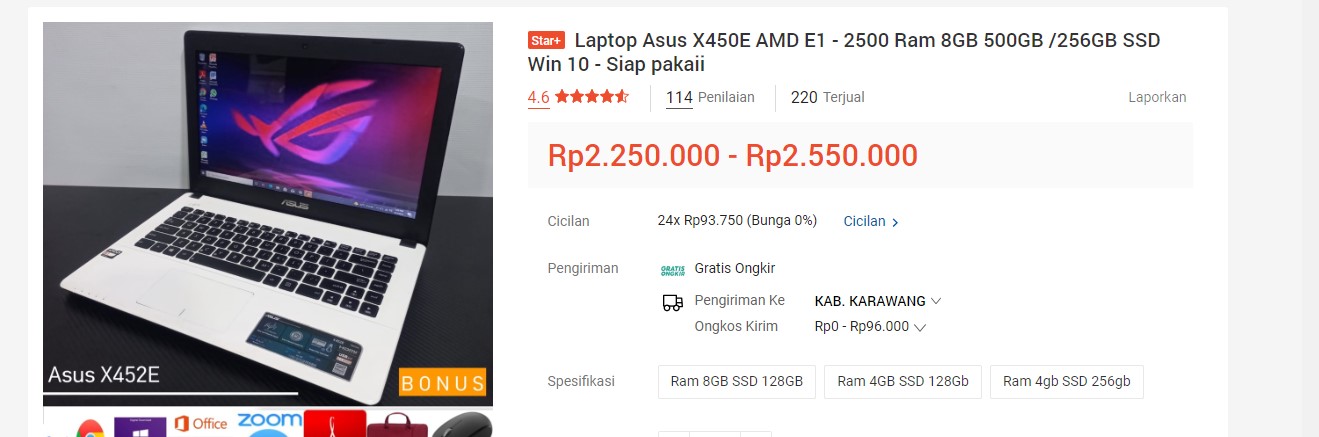 Star+ Laptop Asus X450E AMD E1 - 2500 Ram 8GB 500GB /256GB SSD
Win 10 - Siap pakaii
4.6 114 Penilaian 220 Terjual Laporkan
Rp2.250.000 - Rp2.550.000
Cicilan 24x Rp93.750 (Bunga 0%) Cicilan
Pengiriman GRATIS ONGKIR Gratis Ongkir
Pengiriman Ke KAB. KARAWANG
Ongkos Kirim Rp0 - Rp96.000
Spesifikasi Ram 8GB SSD 128GB Ram 4GB SSD 128Gb Ram 4gb SSD 256gb
ASUS
Asus X452E
BONUS
Office zoom